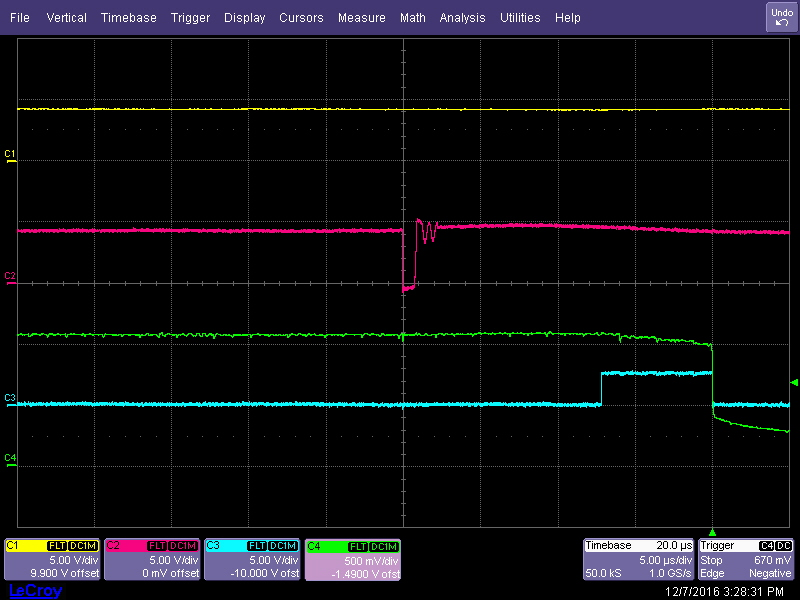 File Vertical Timebase Trigger Display Cursors Measure Math Analysis Utilities Help Undo
C1
C2
C3
C4
C1 FLT DC1M C2 FLT DC1M C3 FLT DC1M C4 FLT DC1M Timebase 20.0 µs Trigger C4 DC
5.00 V/div 5.00 V/div 5.00 V/div 500 mV/div 5.00 µs/div Stop 670 mV
9.900 V offset 0 mV offset -10.000 V ofst -1.4900 V ofst 50.0 kS 1.0 GS/s Edge Negative
LeCroy 12/7/2016 3:28:31 PM